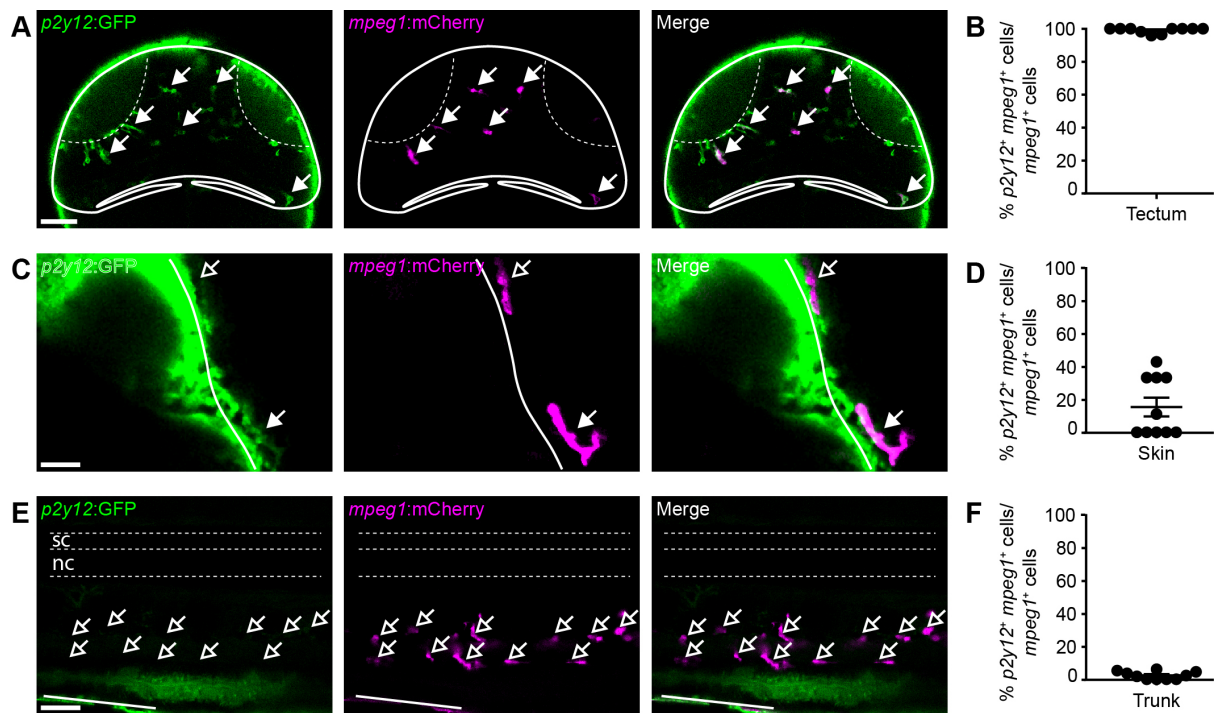 A p2y12:GFP mpeg1:mCherry Merge
B
% p2y12+ mpeg1+ cells/
mpeg1+ cells
100
80
60
40
20
0
Tectum
C p2y12:GFP mpeg1:mCherry Merge
D
% p2y12+ mpeg1+ cells/
mpeg1+ cells
100
80
60
40
20
0
Skin
E p2y12:GFP mpeg1:mCherry Merge
sc
nc
F
% p2y12+ mpeg1+ cells/
mpeg1+ cells
100
80
60
40
20
0
Trunk